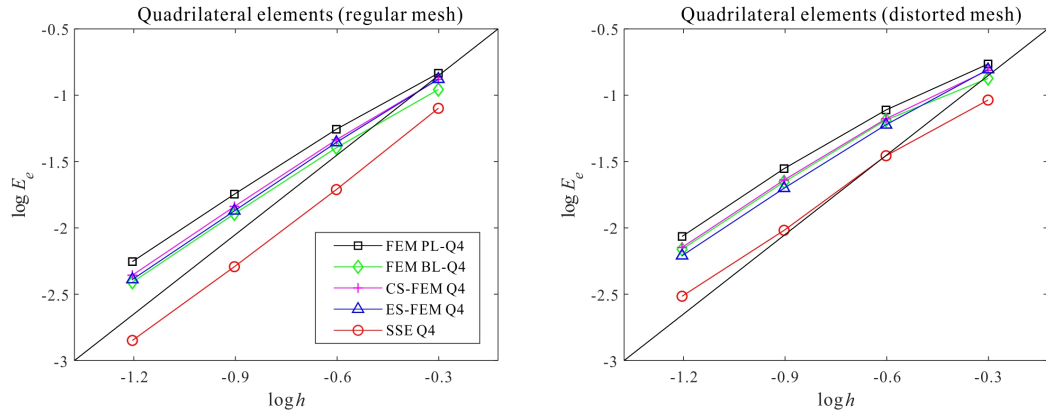 Quadrilateral elements (regular mesh)
-0.5
-1
-1.5
-2
-2.5
-3
log E_e
-1.2 -0.9 -0.6 -0.3
log h
FEM PL-Q4
FEM BL-Q4
CS-FEM Q4
ES-FEM Q4
SSE Q4
Quadrilateral elements (distorted mesh)
-0.5
-1
-1.5
-2
-2.5
-3
log E_e
-1.2 -0.9 -0.6 -0.3
log h